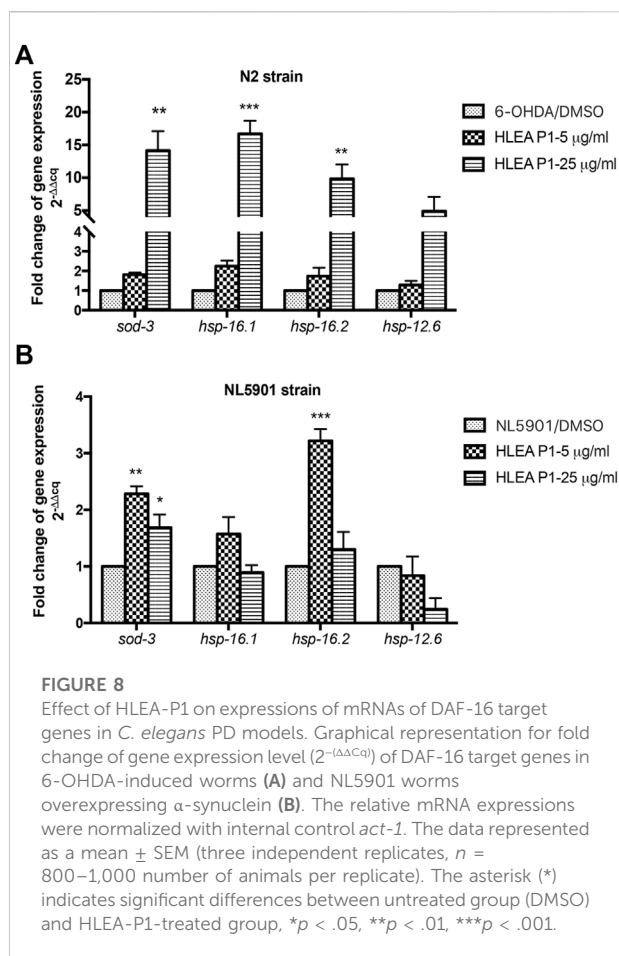 A
N2 strain
Fold change of gene expression
2-ΔΔcq
25
20
15
10
5
4
3
2
1
0
**
***
**
sod-3
hsp-16.1
hsp-16.2
hsp-12.6
6-OHDA/DMSO
HLEA P1-5 μg/ml
HLEA P1-25 μg/ml
B
NL5901 strain
Fold change of gene expression
2-ΔΔcq
4
3
2
1
0
**
*
***
sod-3
hsp-16.1
hsp-16.2
hsp-12.6
NL5901/DMSO
HLEA P1-5 μg/ml
HLEA P1-25 μg/ml
FIGURE 8
Effect of HLEA-P1 on expressions of mRNAs of DAF-16 target
genes in C. elegans PD models. Graphical representation for fold
change of gene expression level (2−(ΔΔCq)) of DAF-16 target genes in
6-OHDA-induced worms (A) and NL5901 worms
overexpressing α-synuclein (B). The relative mRNA expressions
were normalized with internal control act-1. The data represented
as a mean ± SEM (three independent replicates, n =
800–1,000 number of animals per replicate). The asterisk (*)
indicates significant differences between untreated group (DMSO)
and HLEA-P1-treated group, *p < .05, **p < .01, ***p < .001.